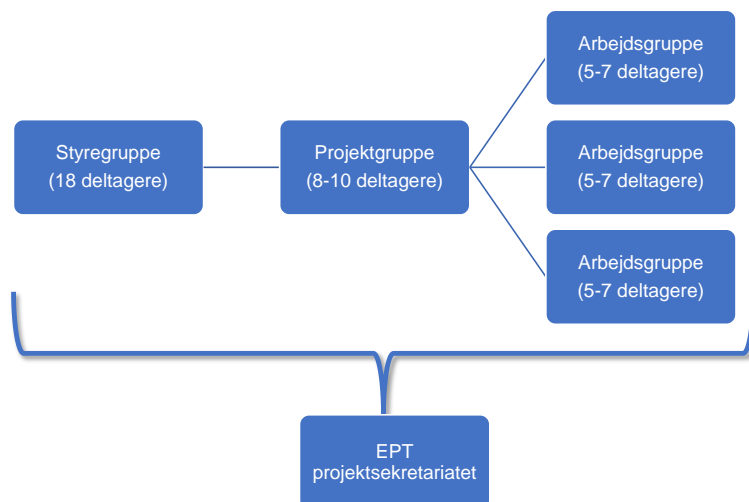 Styregruppe
(18 deltagere)
Projektgruppe
(8-10 deltagere)
Arbejdsgruppe
(5-7 deltagere)
Arbejdsgruppe
(5-7 deltagere)
Arbejdsgruppe
(5-7 deltagere)
EPT
projektsekretariatet